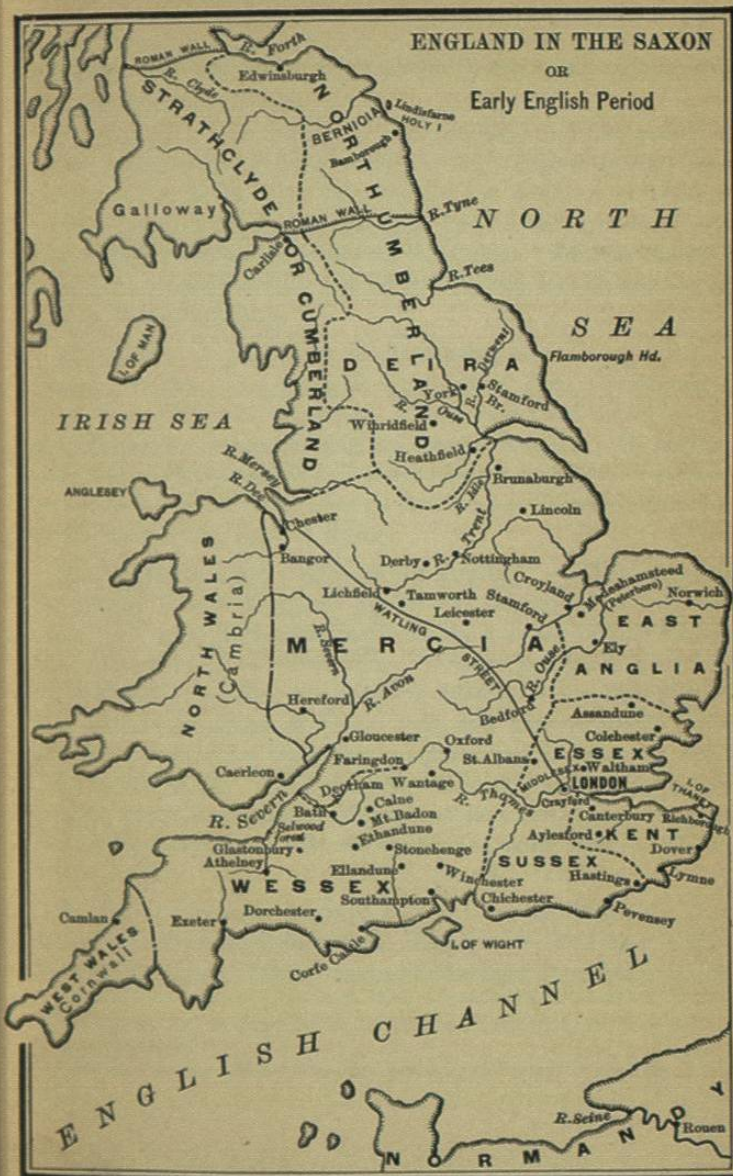 ENGLAND IN THE SAXON
OR
Early English Period
ROMAN WALL
R. Forth
Edwinsburgh
R. Clyde
STRATHCLYDE
OR CUMBERLAND
NORTHUMBERLAND
BERNICIA
Lindisfarne
HOLY I
Bamborough
Galloway
ROMAN WALL
R. Tyne
Carlisle
NORTH
SEA
R. Tees
I. OF MAN
DEIRA
R. Derwent
Flamborough Hd.
York
Stamford
Br.
R. Ouse
IRISH SEA
Winridfield
Heathfield
R. Mersey
R. Dee
ANGLESEY
Brunaburgh
R. Idle
Lincoln
Chester
Bangor
R. Trent
Derby
Nottingham
Croyland
Medeshamsteed
(Peterboro)
Norwich
Lichfield
Tamworth
Stamford
Leicester
WATLING
STREET
NORTH WALES
(Cambria)
MERCIA
R. Severn
EAST
ANGLIA
Ely
R. Ouse
R. Avon
Hereford
Bedford
Assandune
Colchester
Gloucester
Oxford
Faringdon
St. Albans
ESSEX
Waltham
MIDDLESEX
LONDON
Caerleon
Deorham
Wantage
R. Thames
Crayford
I. OF THANET
R. Severn
Bath
Calne
Mt. Badon
Canterbury
Richborough
Selwood
Forest
Ethandune
Aylesford
KENT
Dover
Glastonbury
Stonehenge
Athelney
Ellandune
SUSSEX
Lymne
WESSEX
Winchester
Hastings
Southampton
Chichester
Pevensey
Camlan
Exeter
Dorchester
Corfe Castle
I. OF WIGHT
WEST WALES
Cornwall
ENGLISH CHANNEL
R. Seine
Rouen
NORMANDY